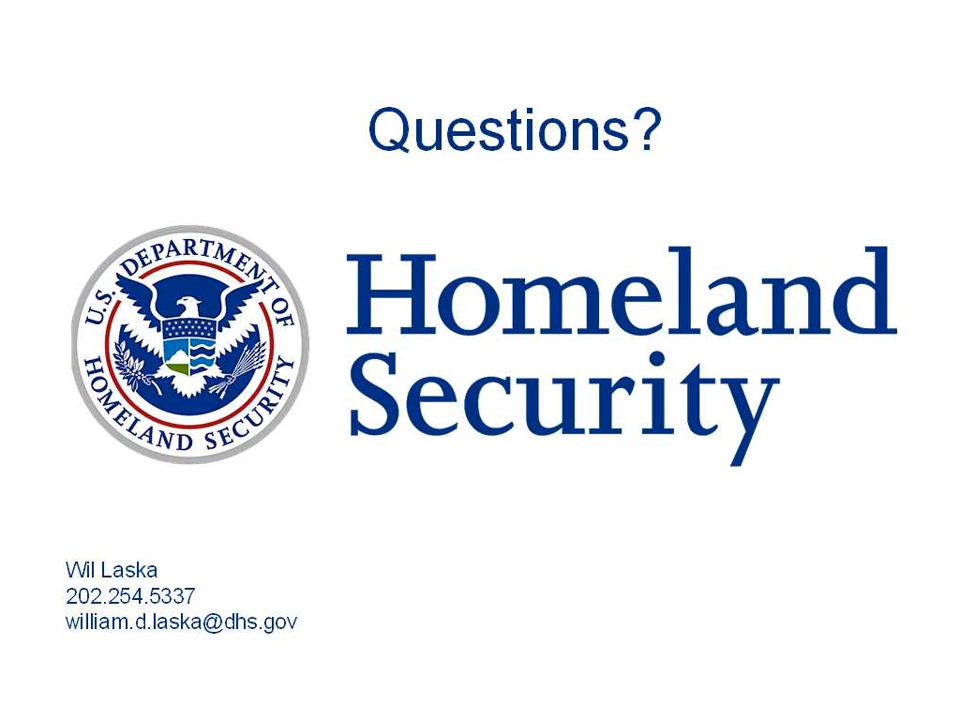 Questions?
U.S. DEPARTMENT OF
HOMELAND SECURITY
Homeland
Security
Wil Laska
202.254.5337
william.d.laska@dhs.gov